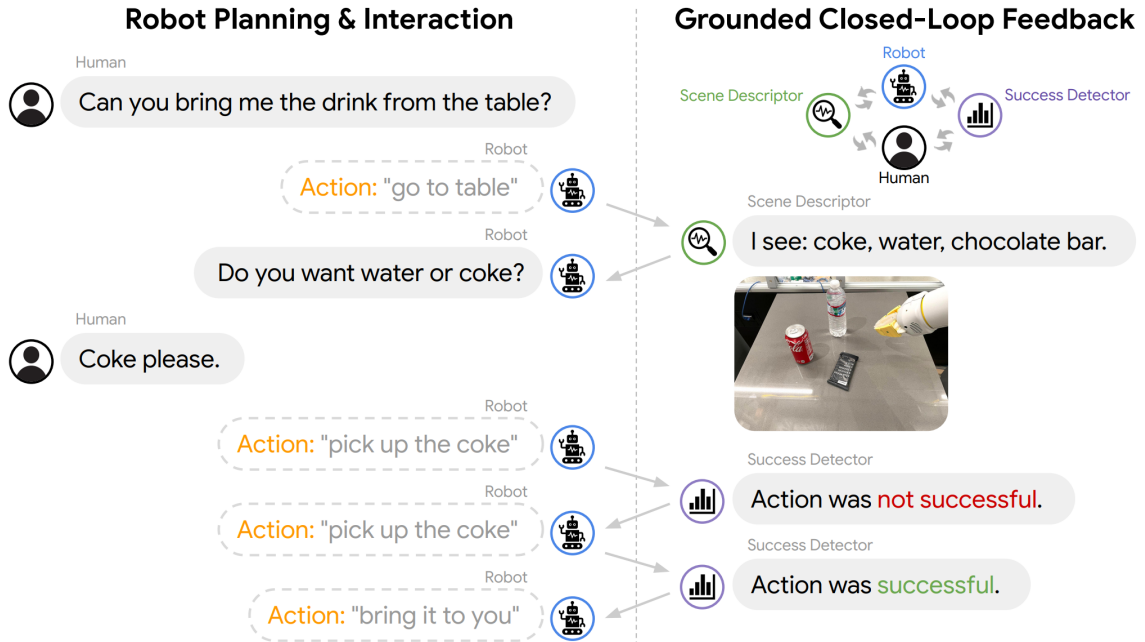 Robot Planning & Interaction
Grounded Closed-Loop Feedback
Human
Can you bring me the drink from the table?
Robot
Action: "go to table"
Robot
Do you want water or coke?
Human
Coke please.
Robot
Action: "pick up the coke"
Robot
Action: "pick up the coke"
Robot
Action: "bring it to you"
Robot
Scene Descriptor
Success Detector
Human
Scene Descriptor
I see: coke, water, chocolate bar.
Success Detector
Action was not successful.
Success Detector
Action was successful.